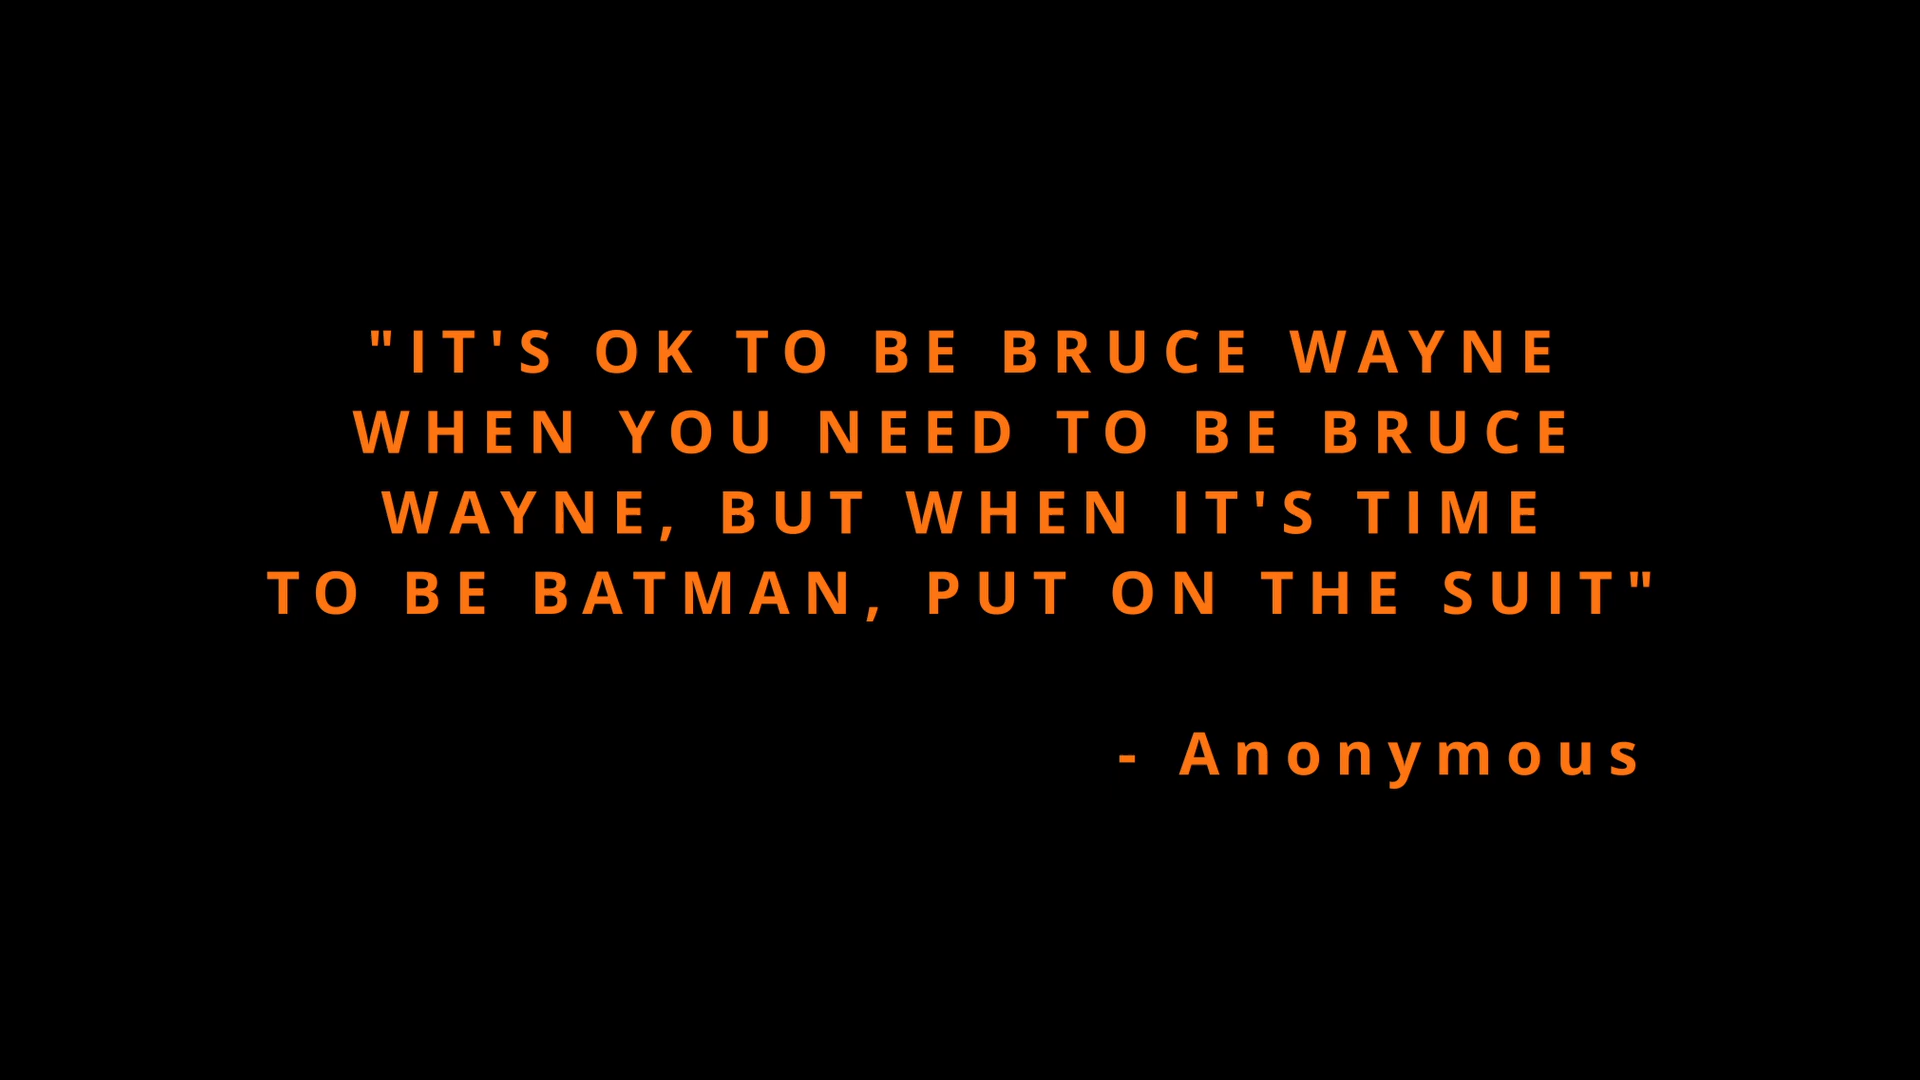 "IT'S OK TO BE BRUCE WAYNE
WHEN YOU NEED TO BE BRUCE
WAYNE, BUT WHEN IT'S TIME
TO BE BATMAN, PUT ON THE SUIT"
- Anonymous